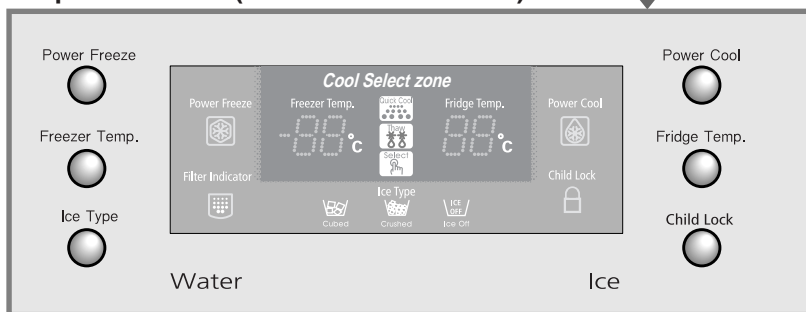 Power Freeze
Freezer Temp.
Ice Type
Cool Select zone
Power Freeze
Freezer Temp.
-88°C
Quick Cool
Thaw
Select
Fridge Temp.
88°C
Power Cool
Filter Indicator
Child Lock
Ice Type
Cubed
Crushed
ICE
OFF
Ice Off
Power Cool
Fridge Temp.
Child Lock
Water
Ice